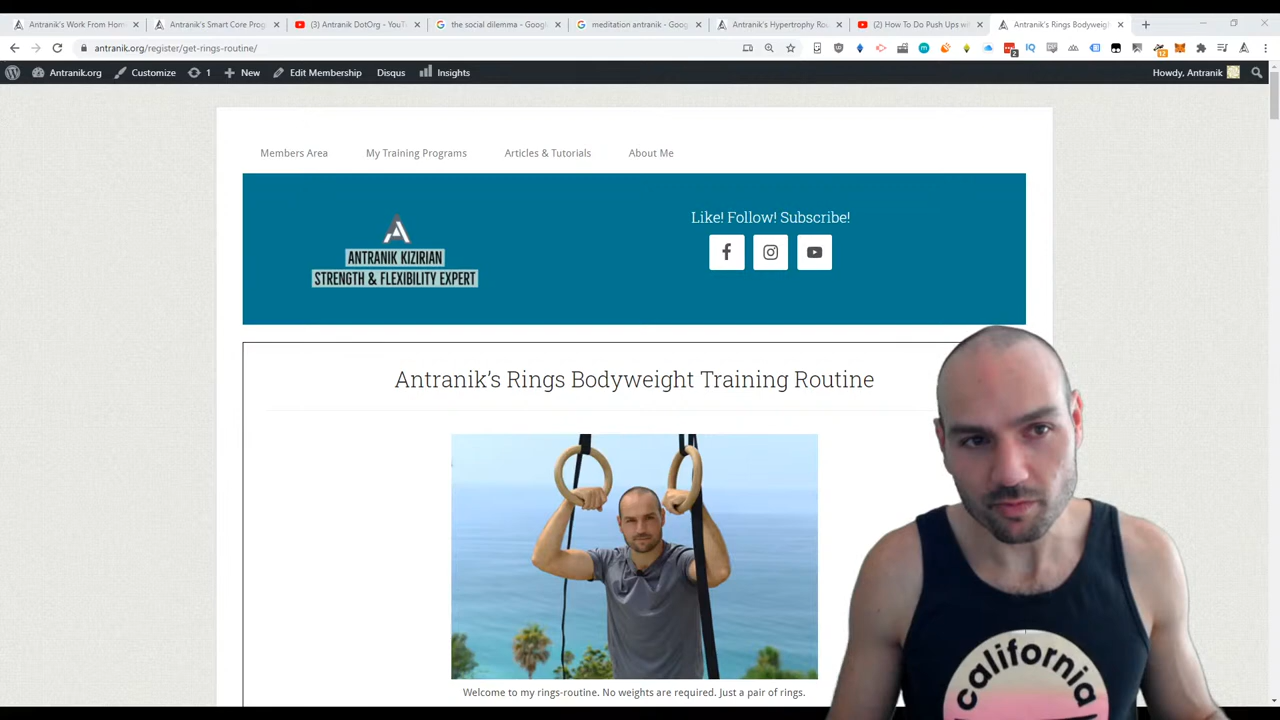 Antranik's Work From Hom
Antranik's Smart Core Prog
(3) Antranik DotOrg - YouT
the social dilemma - Google
meditation antranik - Goog
Antranik's Hypertrophy Rou
(2) How To Do Push Ups wi
Antranik's Rings Bodyweigh
antranik.org/register/get-rings-routine/
Antranik.org
Customize
1
New
Edit Membership
Disqus
Insights
Howdy, Antranik
Members Area
My Training Programs
Articles & Tutorials
About Me
ANTRANIK KIZIRIAN
STRENGTH & FLEXIBILITY EXPERT
Like! Follow! Subscribe!
Antranik's Rings Bodyweight Training Routine
Welcome to my rings-routine. No weights are required. Just a pair of rings.
california